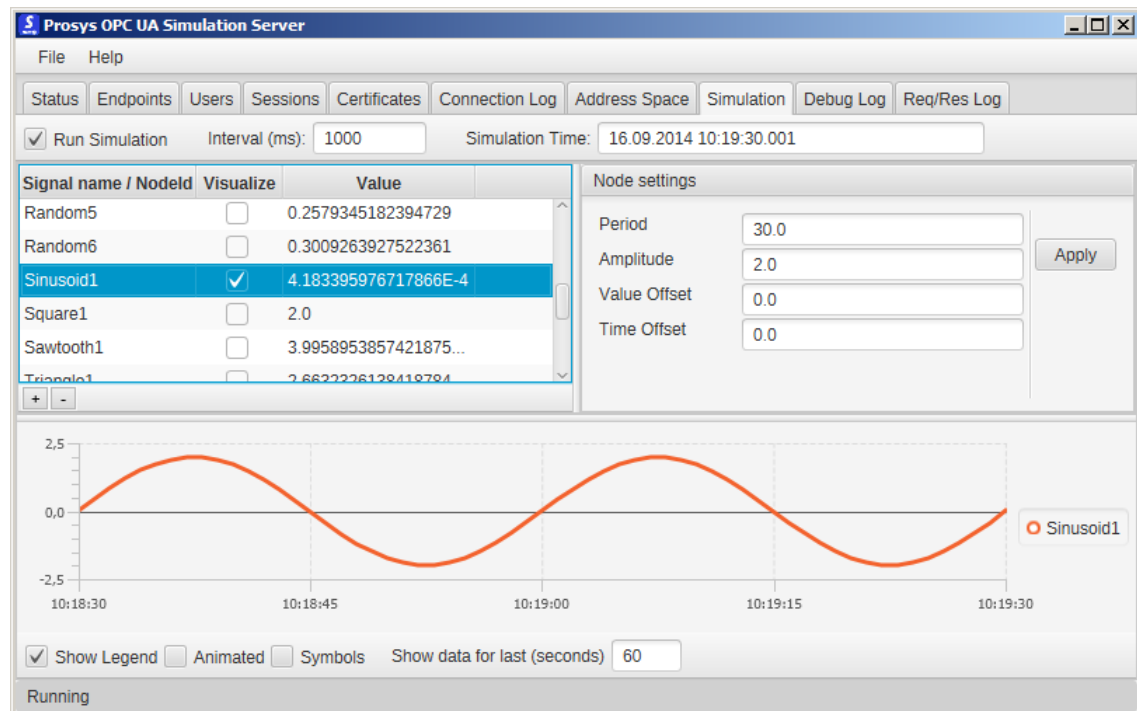 Prosys OPC UA Simulation Server
File Help
Status Endpoints Users Sessions Certificates Connection Log Address Space Simulation Debug Log Req/Res Log
Run Simulation Interval (ms): 1000 Simulation Time: 16.09.2014 10:19:30.001
Signal name / NodeId Visualize Value
Random5 0.2579345182394729
Random6 0.3009263927522361
Sinusoid1 4.183395976717866E-4
Square1 2.0
Sawtooth1 3.9958953857421875...
Triangle1 2.6632326138418784
+ -
Node settings
Period 30.0
Amplitude 2.0
Value Offset 0.0
Time Offset 0.0
Apply
2,5
0,0
-2,5
10:18:30 10:18:45 10:19:00 10:19:15 10:19:30
Sinusoid1
Show Legend Animated Symbols Show data for last (seconds) 60
Running